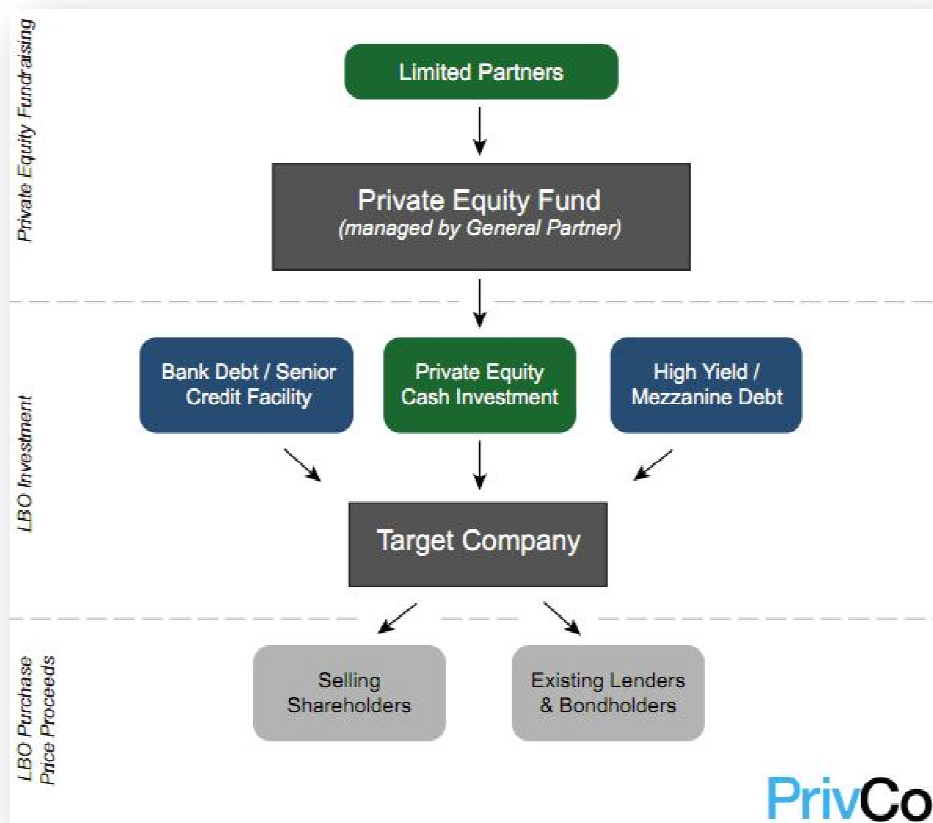 Private Equity Fundraising
Limited Partners
Private Equity Fund
(managed by General Partner)
LBO Investment
Bank Debt / Senior
Credit Facility
Private Equity
Cash Investment
High Yield /
Mezzanine Debt
Target Company
LBO Purchase
Price Proceeds
Selling
Shareholders
Existing Lenders
& Bondholders
PrivCo